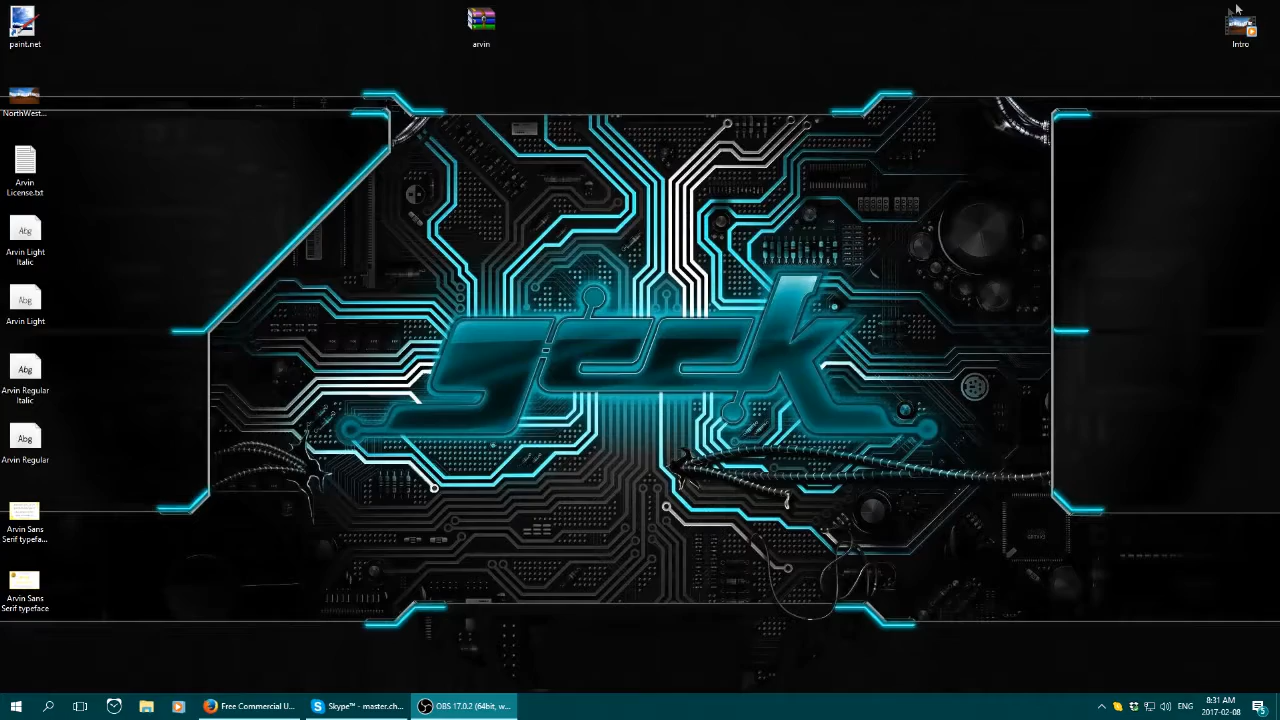 paint.net
arvin
Intro
NorthWest...
Arvin
License.txt
Abg
Arvin Light
Italic
Abg
Arvin Light
Abg
Arvin Regular
Italic
Abg
Arvin Regular
Arvin Sans
Serif typefa...
Arvin Sans
Serif typeface
geek
Free Commercial U...
Skype™ - master.ch...
OBS 17.0.2 (64bit, w...
ENG
8:31 AM
2017-02-08
5